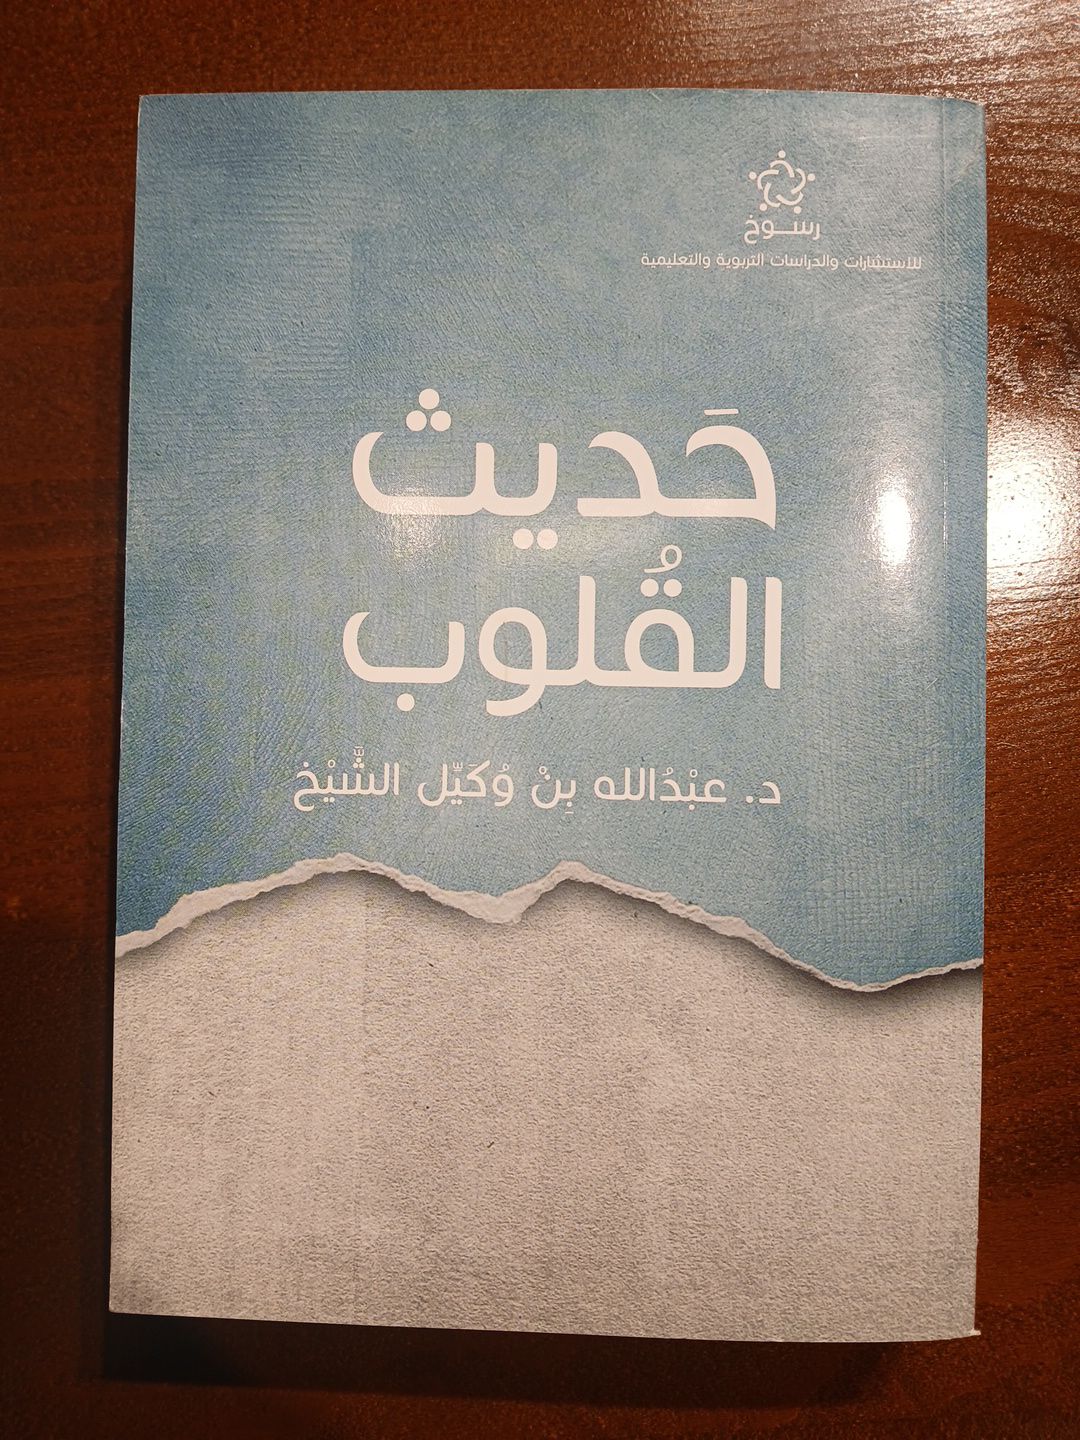 رسوخ
للاستشارات والدراسات التربوية والتعليمية
حَديث
القُلوب
د. عبْدُالله بِنْ وُكَيّل الشَّيْخ